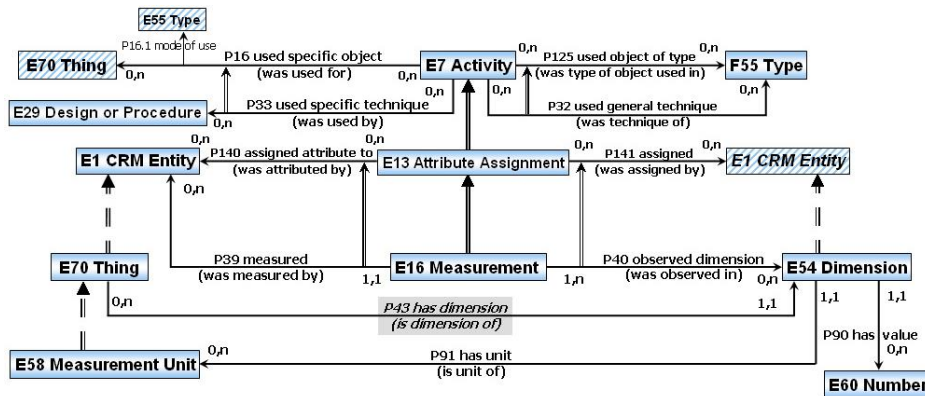 E55 Type
P16.1 mode of use
E70 Thing
0,n
P16 used specific object
(was used for)
0,n
E7 Activity
0,n
P125 used object of type
(was type of object used in)
0,n
F55 Type
0,n
0,n
0,n
E29 Design or Procedure
0,n
P33 used specific technique
(was used by)
P32 used general technique
(was technique of)
E1 CRM Entity
0,n
0,n
P140 assigned attribute to
(was attributed by)
0,n
E13 Attribute Assignment
0,n
P141 assigned
(was assigned by)
0,n
E1 CRM Entity
E70 Thing
0,n
P39 measured
(was measured by)
1,1
E16 Measurement
1,n
P40 observed dimension
(was observed in)
0,n
E54 Dimension
P43 has dimension
(is dimension of)
1,1
1,1
1,1
P90 has value
0,n
E58 Measurement Unit
0,n
P91 has unit
(is unit of)
E60 Number